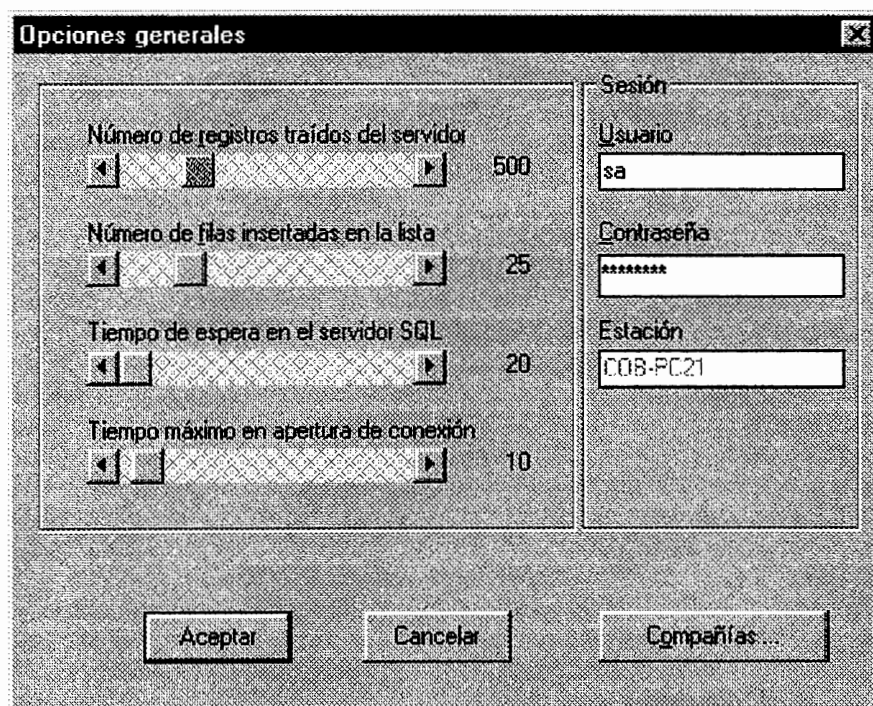 Opciones generales
Número de registros traídos del servidor
500
Número de filas insertadas en la lista
25
Tiempo de espera en el servidor SQL
20
Tiempo máximo en apertura de conexión
10
Sesión
Usuario
sa
Contraseña
********
Estación
COB-PC21
Aceptar
Cancelar
Compañías ...